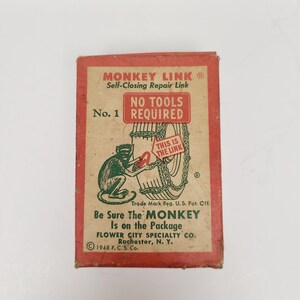 MONKEY LINK ®
Self-Closing Repair Link
No. 1
NO TOOLS
REQUIRED
THIS IS
THE LINK
®
Trade Mark Reg. U.S. Pat. Off.
Be Sure The MONKEY
Is on the Package
FLOWER CITY SPECIALTY CO.
Rochester, N. Y.
© 1948 F. C. S. Co.